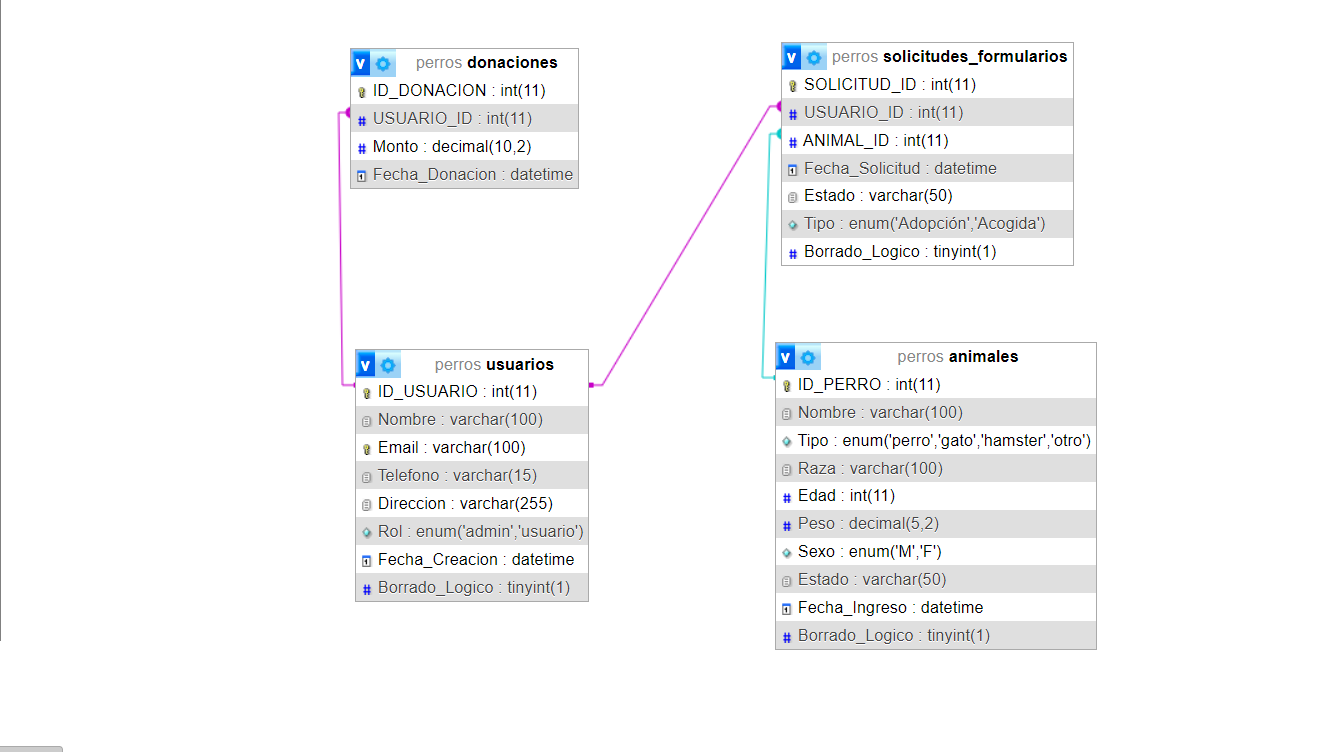 v perros donaciones
ID_DONACION : int(11)
# USUARIO_ID : int(11)
# Monto : decimal(10,2)
Fecha_Donacion : datetime
v perros solicitudes_formularios
SOLICITUD_ID : int(11)
# USUARIO_ID : int(11)
# ANIMAL_ID : int(11)
Fecha_Solicitud : datetime
Estado : varchar(50)
Tipo : enum('Adopción','Acogida')
# Borrado_Logico : tinyint(1)
v perros usuarios
ID_USUARIO : int(11)
Nombre : varchar(100)
Email : varchar(100)
Telefono : varchar(15)
Direccion : varchar(255)
Rol : enum('admin','usuario')
Fecha_Creacion : datetime
# Borrado_Logico : tinyint(1)
v perros animales
ID_PERRO : int(11)
Nombre : varchar(100)
Tipo : enum('perro','gato','hamster','otro')
Raza : varchar(100)
# Edad : int(11)
# Peso : decimal(5,2)
Sexo : enum('M','F')
Estado : varchar(50)
Fecha_Ingreso : datetime
# Borrado_Logico : tinyint(1)